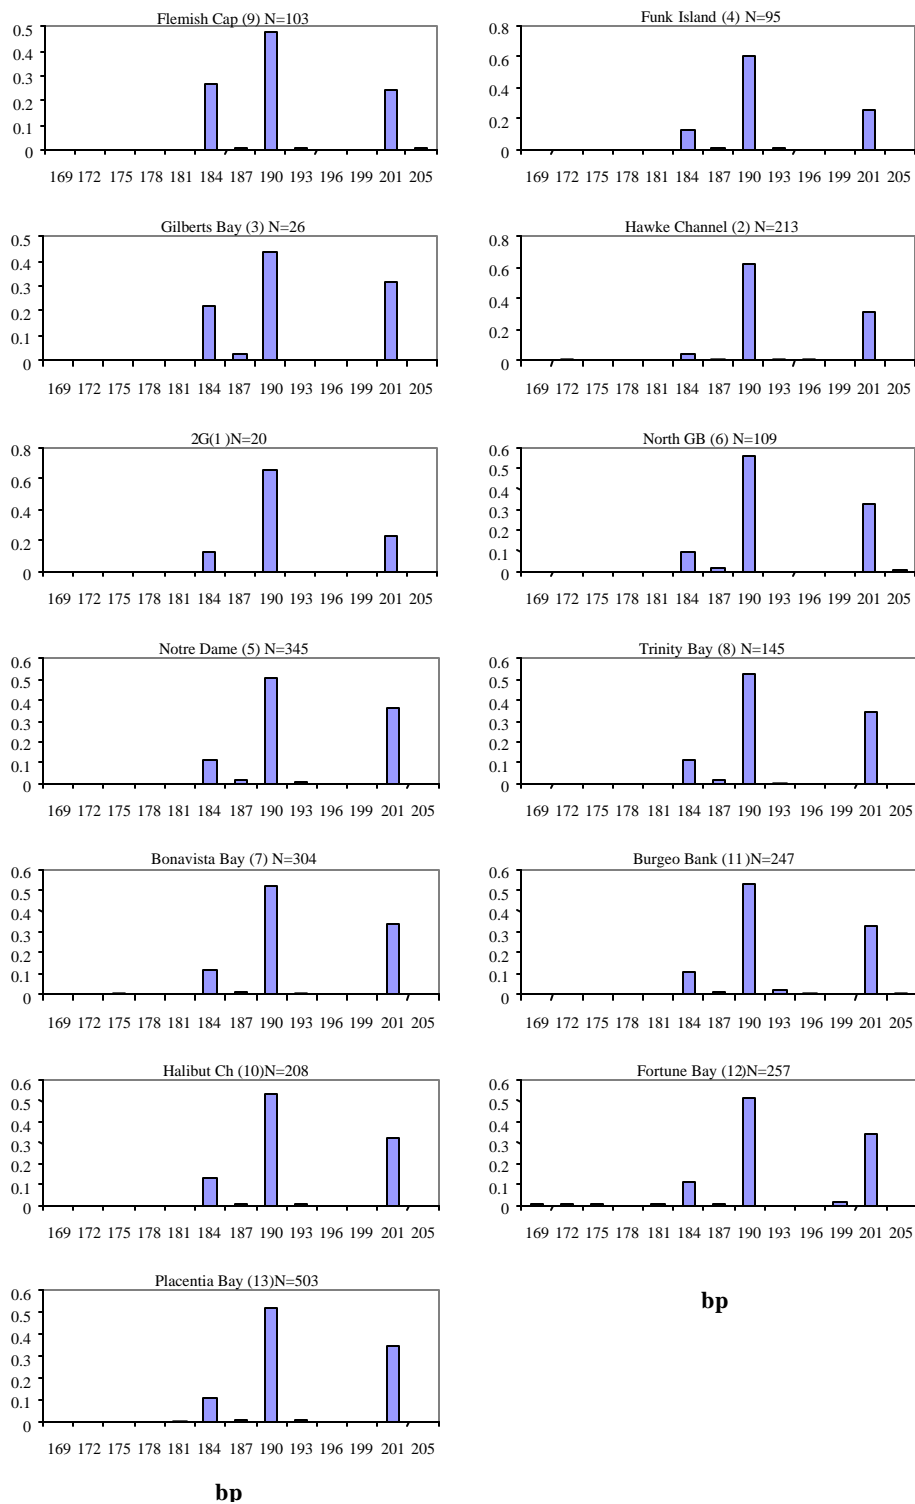 Flemish Cap (9) N=103
0.5
0.4
0.3
0.2
0.1
0
169 172 175 178 181 184 187 190 193 196 199 201 205
Funk Island (4) N=95
0.8
0.6
0.4
0.2
0
169 172 175 178 181 184 187 190 193 196 199 201 205
Gilberts Bay (3) N=26
0.5
0.4
0.3
0.2
0.1
0
169 172 175 178 181 184 187 190 193 196 199 201 205
Hawke Channel (2) N=213
0.8
0.6
0.4
0.2
0
169 172 175 178 181 184 187 190 193 196 199 201 205
2G(1 )N=20
0.8
0.6
0.4
0.2
0
169 172 175 178 181 184 187 190 193 196 199 201 205
North GB (6) N=109
0.6
0.5
0.4
0.3
0.2
0.1
0
169 172 175 178 181 184 187 190 193 196 199 201 205
Notre Dame (5) N=345
0.6
0.5
0.4
0.3
0.2
0.1
0
169 172 175 178 181 184 187 190 193 196 199 201 205
Trinity Bay (8) N=145
0.6
0.5
0.4
0.3
0.2
0.1
0
169 172 175 178 181 184 187 190 193 196 199 201 205
Bonavista Bay (7) N=304
0.6
0.5
0.4
0.3
0.2
0.1
0
169 172 175 178 181 184 187 190 193 196 199 201 205
Burgeo Bank (11)N=247
0.6
0.5
0.4
0.3
0.2
0.1
0
169 172 175 178 181 184 187 190 193 196 199 201 205
Halibut Ch (10)N=208
0.6
0.5
0.4
0.3
0.2
0.1
0
169 172 175 178 181 184 187 190 193 196 199 201 205
Fortune Bay (12)N=257
0.6
0.5
0.4
0.3
0.2
0.1
0
169 172 175 178 181 184 187 190 193 196 199 201 205
bp
Placentia Bay (13)N=503
0.6
0.5
0.4
0.3
0.2
0.1
0
169 172 175 178 181 184 187 190 193 196 199 201 205
bp